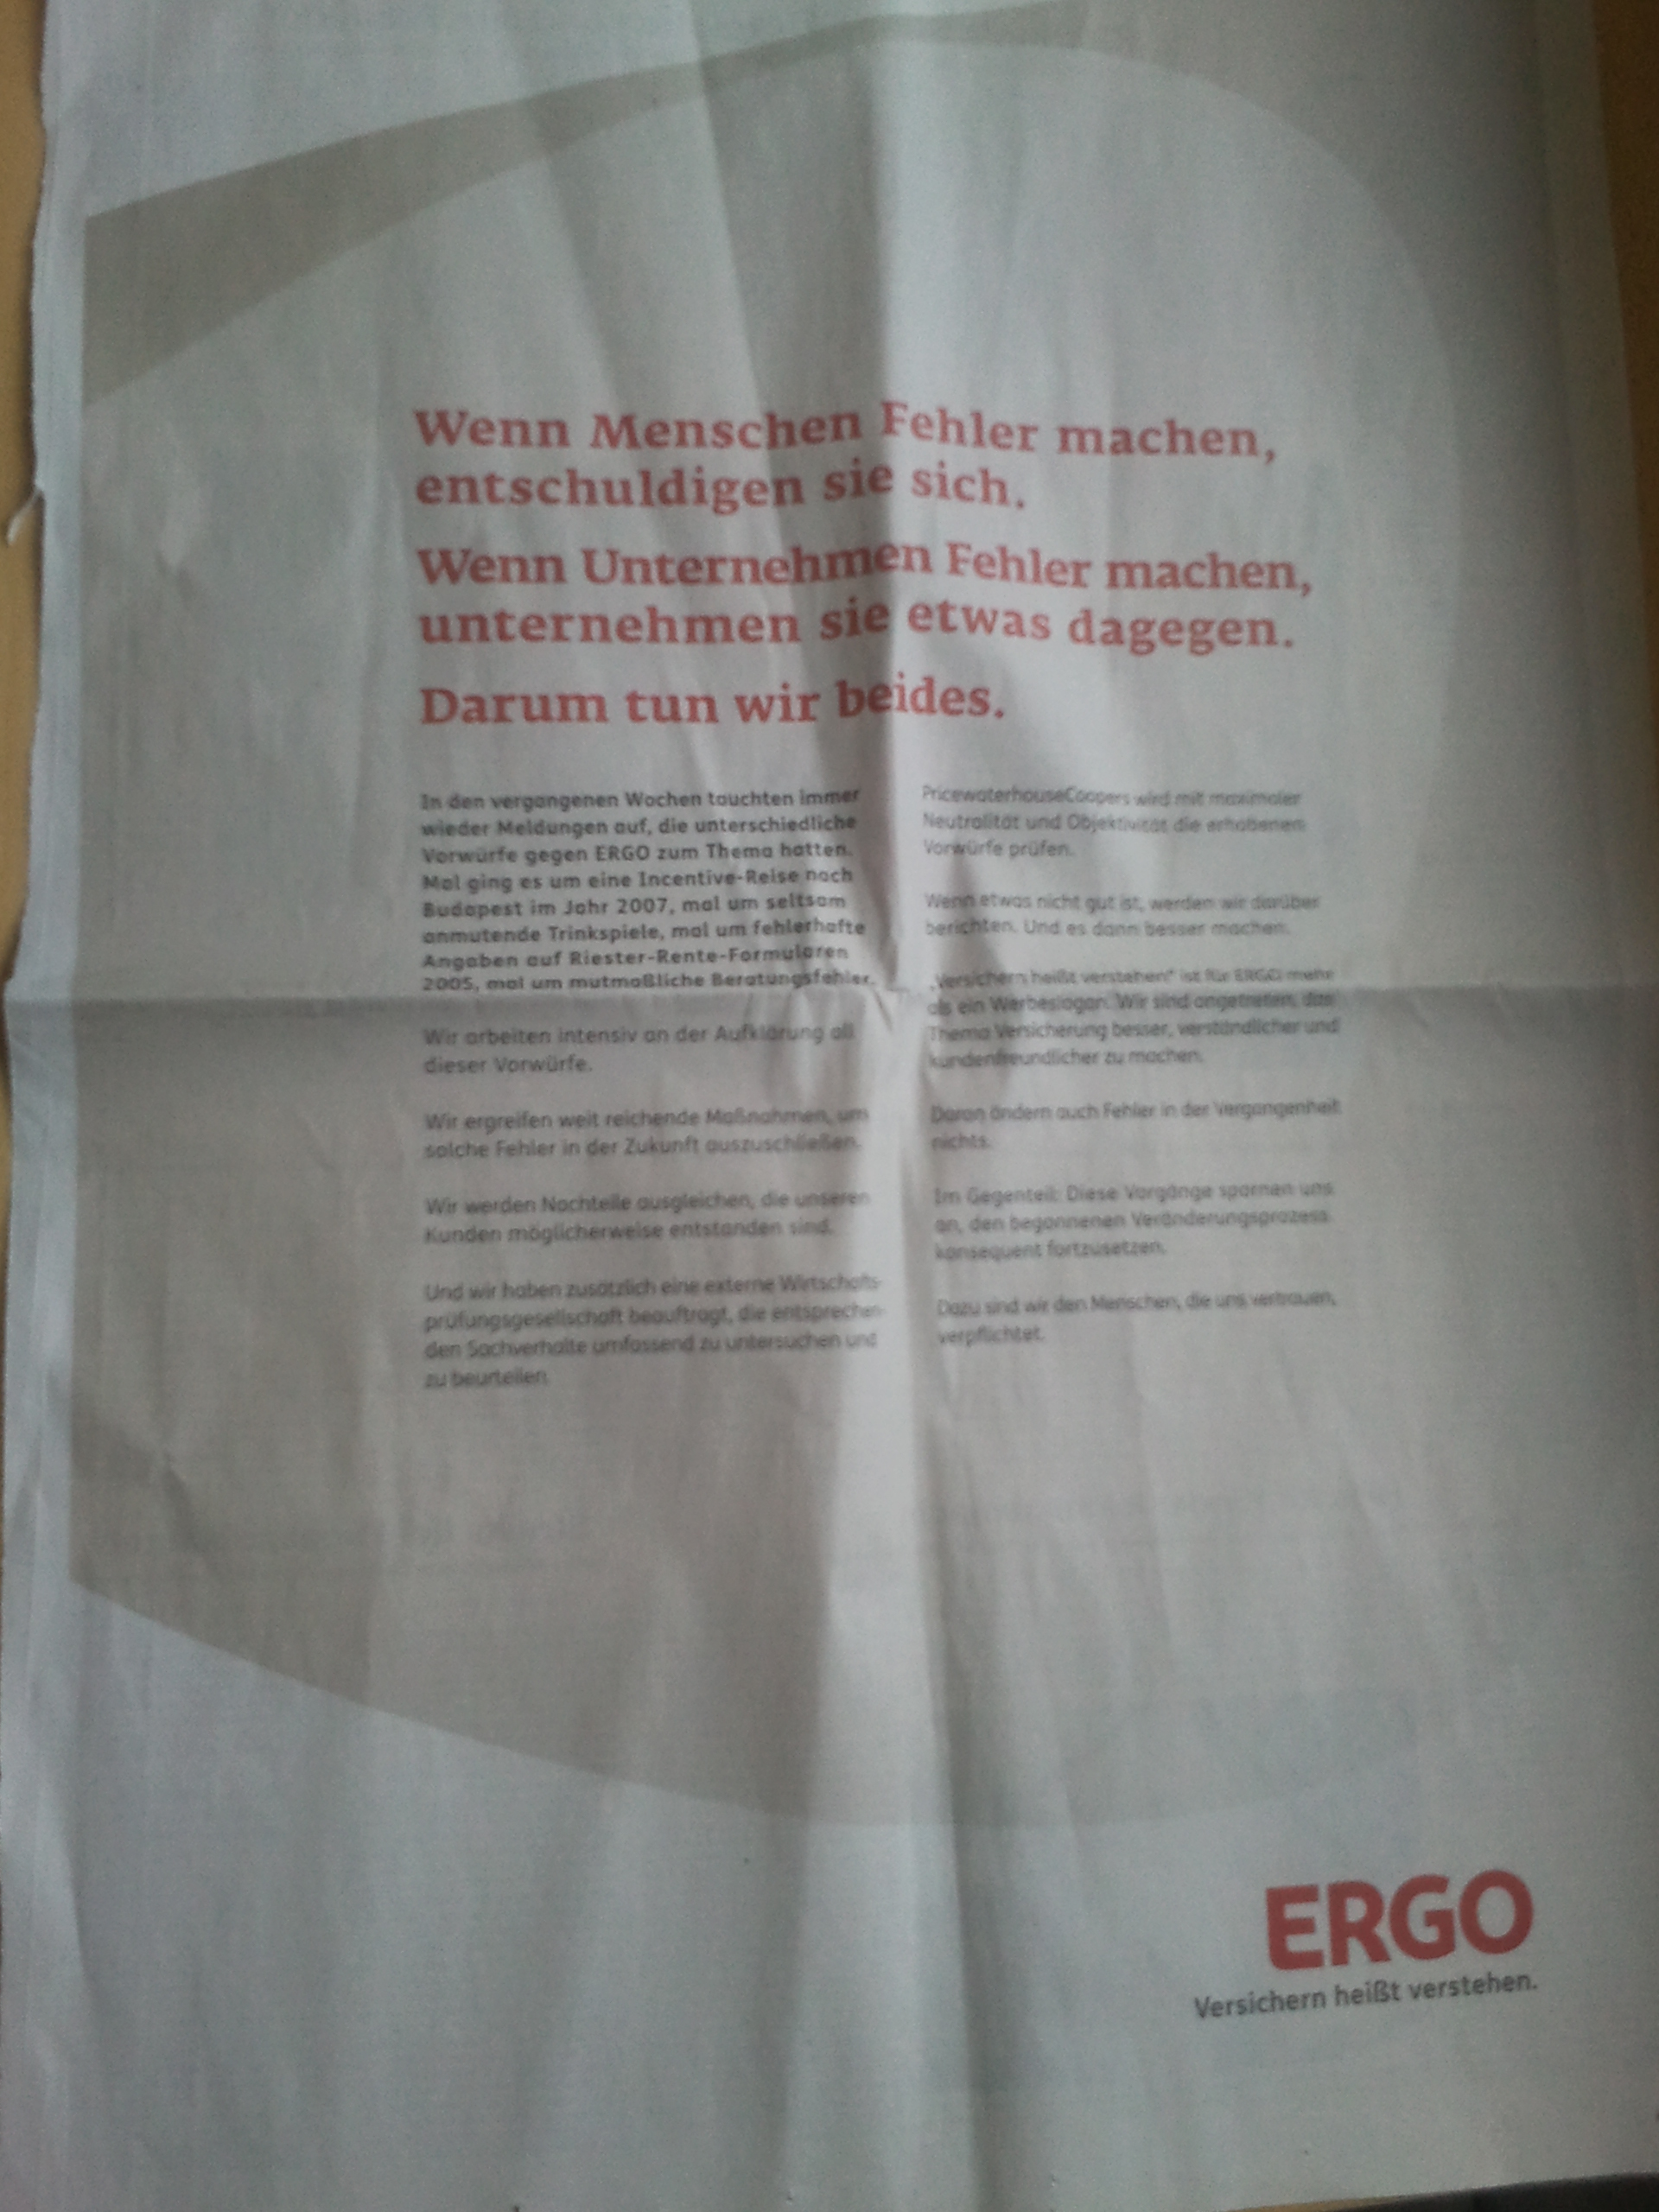 Wenn Menschen Fehler machen,
entschuldigen sie sich.
Wenn Unternehmen Fehler machen,
unternehmen sie etwas dagegen.
Darum tun wir beides.
In den vergangenen Wochen tauchten immer
wieder Meldungen auf, die unterschiedliche
Vorwürfe gegen ERGO zum Thema hatten.
Mal ging es um eine Incentive-Reise nach
Budapest im Jahr 2007, mal um seltsam
anmutende Trinkspiele, mal um fehlerhafte
Angaben auf Riester-Rente-Formularen
2005, mal um mutmaßliche Beratungsfehler.
Wir arbeiten intensiv an der Aufklärung all
dieser Vorwürfe.
Wir ergreifen weit reichende Maßnahmen, um
solche Fehler in der Zukunft auszuschließen.
Wir werden Nachteile ausgleichen, die unseren
Kunden möglicherweise entstanden sind.
Und wir haben zusätzlich eine externe Wirtschafts-
prüfungsgesellschaft beauftragt, die entsprechen-
den Sachverhalte umfassend zu untersuchen und
zu beurteilen.
PricewaterhouseCoopers wird mit maximaler
Neutralität und Objektivität die erhobenen
Vorwürfe prüfen.
Wenn etwas nicht gut ist, werden wir darüber
berichten. Und es dann besser machen.
„Versichern heißt verstehen" ist für ERGO mehr
als ein Werbeslogan. Wir sind angetreten, das
Thema Versicherung besser, verständlicher und
kundenfreundlicher zu machen.
Daran ändern auch Fehler in der Vergangenheit
nichts.
Im Gegenteil: Diese Vorgänge spornen uns
an, den begonnenen Veränderungsprozess
konsequent fortzusetzen.
Dazu sind wir den Menschen, die uns vertrauen,
verpflichtet.
ERGO
Versichern heißt verstehen.